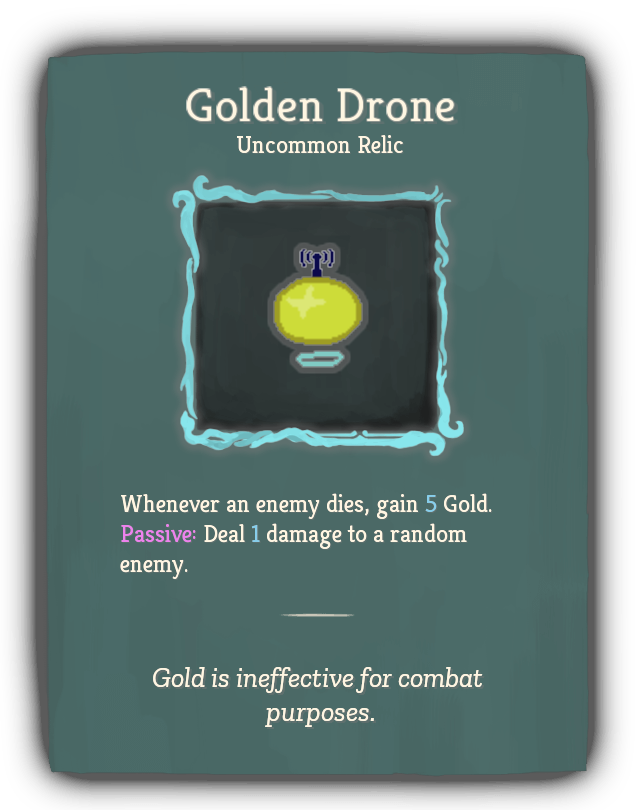 Golden Drone
Uncommon Relic
Whenever an enemy dies, gain 5 Gold.
Passive: Deal 1 damage to a random
enemy.
Gold is ineffective for combat
purposes.